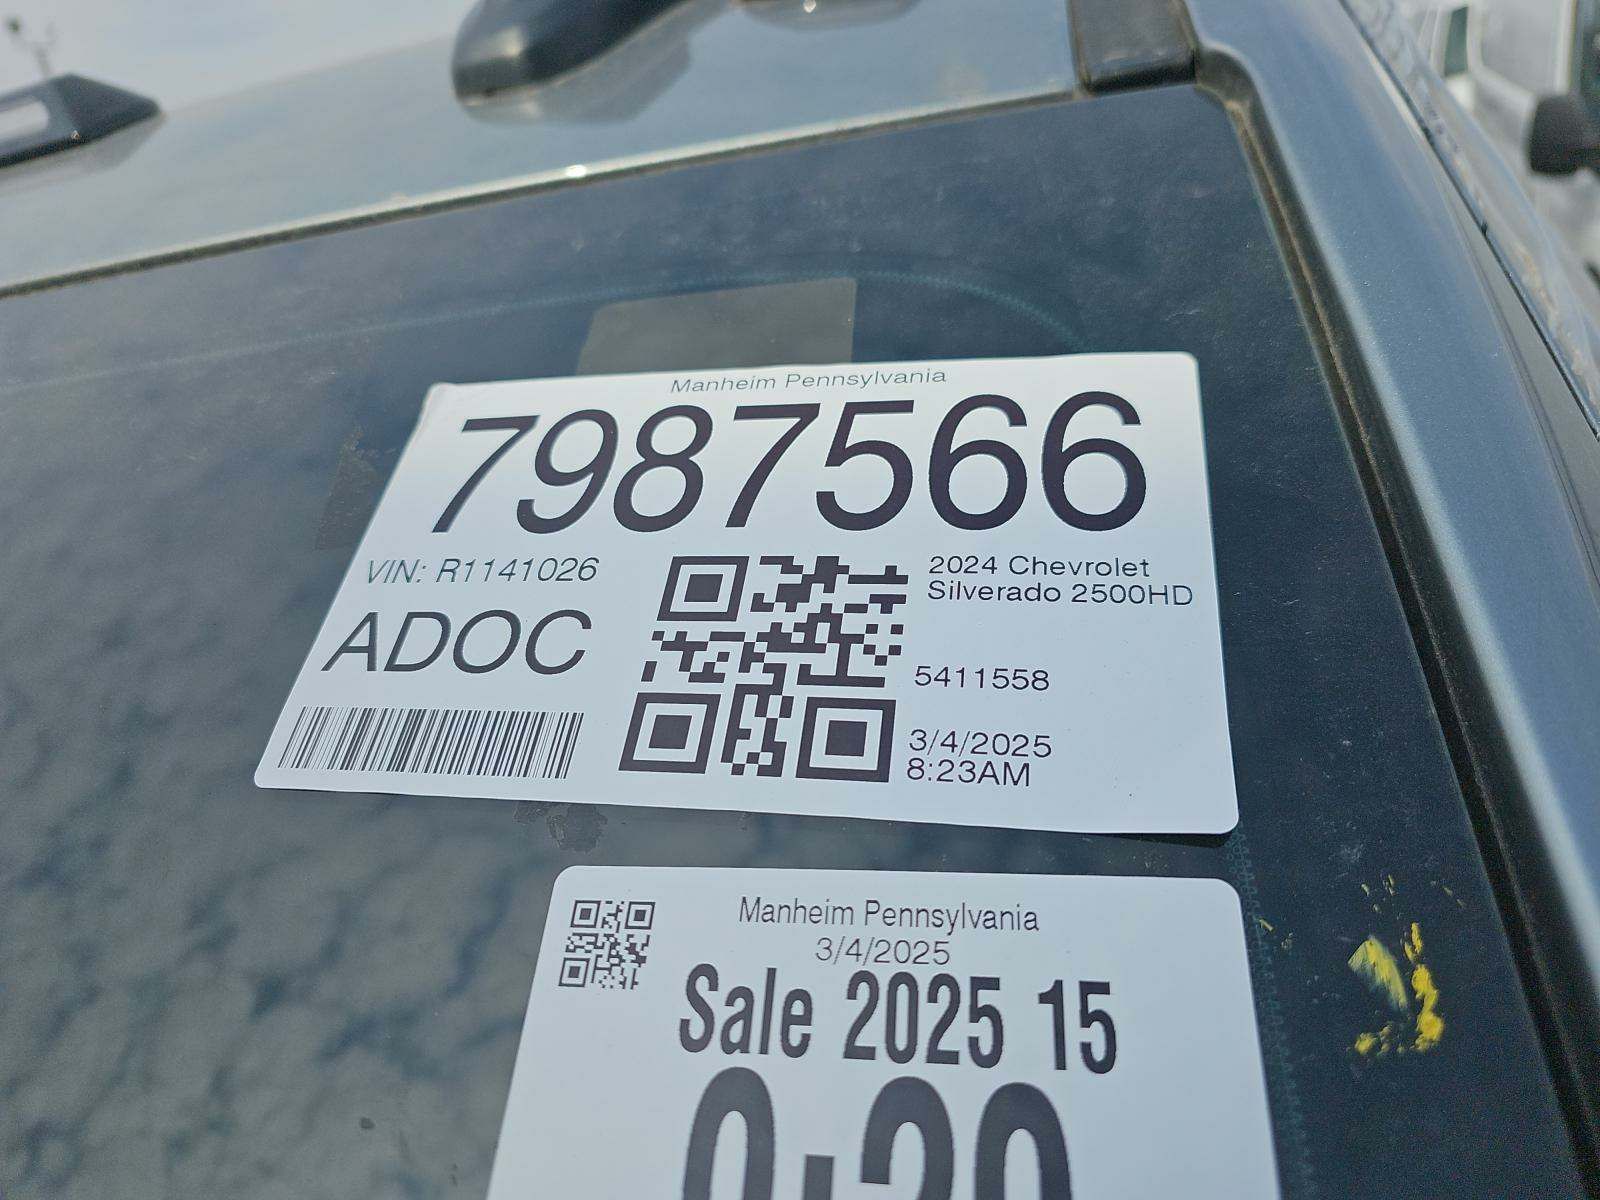 Manheim Pennsylvania
7987566
VIN: R1141026
ADOC
2024 Chevrolet
Silverado 2500HD
5411558
3/4/2025
8:23AM
Manheim Pennsylvania
3/4/2025
Sale 2025 15